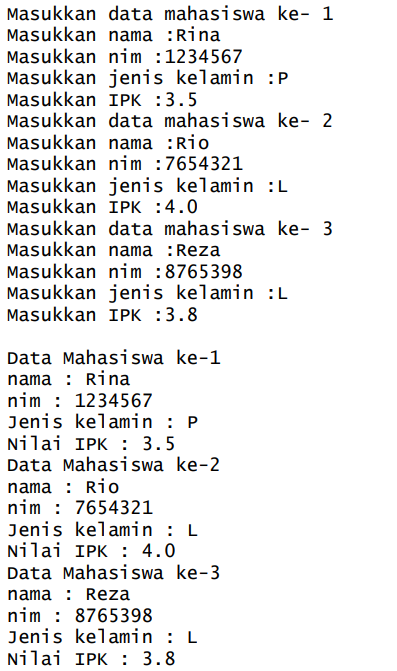 Masukkan data mahasiswa ke- 1
Masukkan nama :Rina
Masukkan nim :1234567
Masukkan jenis kelamin :P
Masukkan IPK :3.5
Masukkan data mahasiswa ke- 2
Masukkan nama :Rio
Masukkan nim :7654321
Masukkan jenis kelamin :L
Masukkan IPK :4.0
Masukkan data mahasiswa ke- 3
Masukkan nama :Reza
Masukkan nim :8765398
Masukkan jenis kelamin :L
Masukkan IPK :3.8

Data Mahasiswa ke-1
nama : Rina
nim : 1234567
Jenis kelamin : P
Nilai IPK : 3.5
Data Mahasiswa ke-2
nama : Rio
nim : 7654321
Jenis kelamin : L
Nilai IPK : 4.0
Data Mahasiswa ke-3
nama : Reza
nim : 8765398
Jenis kelamin : L
Nilai IPK : 3.8